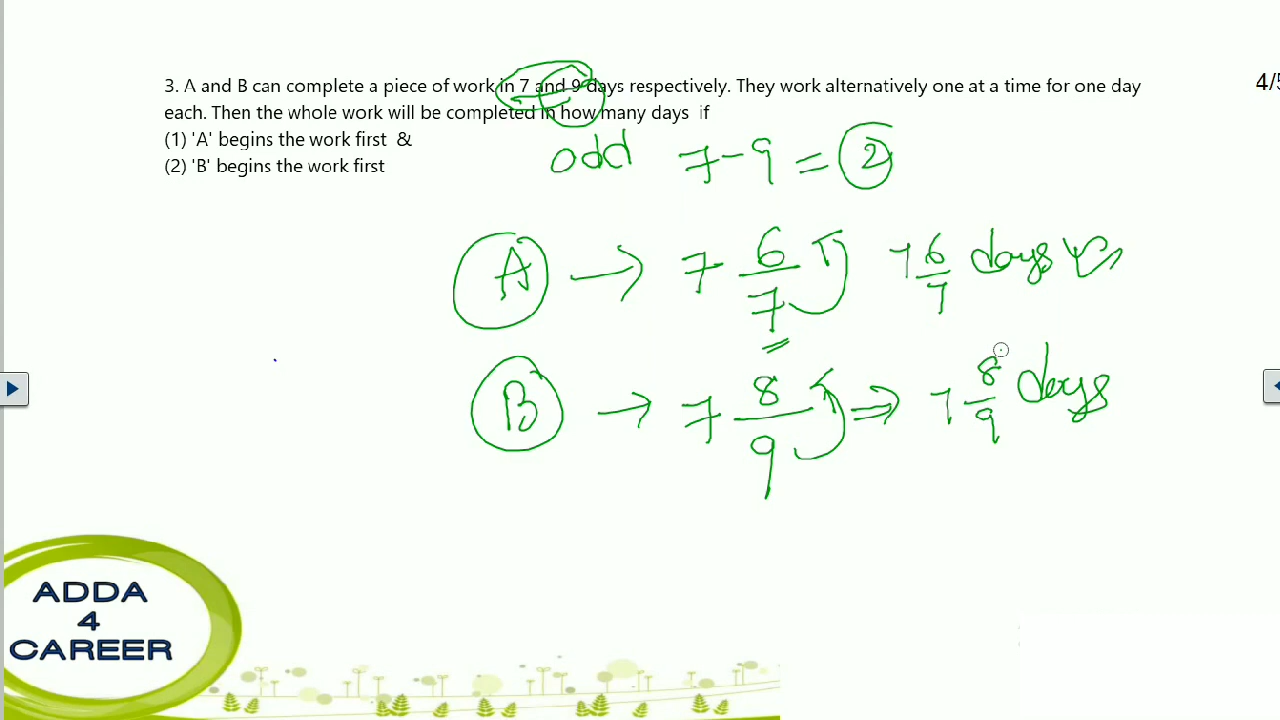 3. A and B can complete a piece of work in 7 and 9 days respectively. They work alternatively one at a time for one day
each. Then the whole work will be completed in how many days if
(1) 'A' begins the work first &
(2) 'B' begins the work first
4/5
odd 7-9 = 2
A → 7 6/7 7 6/7 days
B → 7 8/9 ⇒ 7 8/9 days
ADDA
4
CAREER